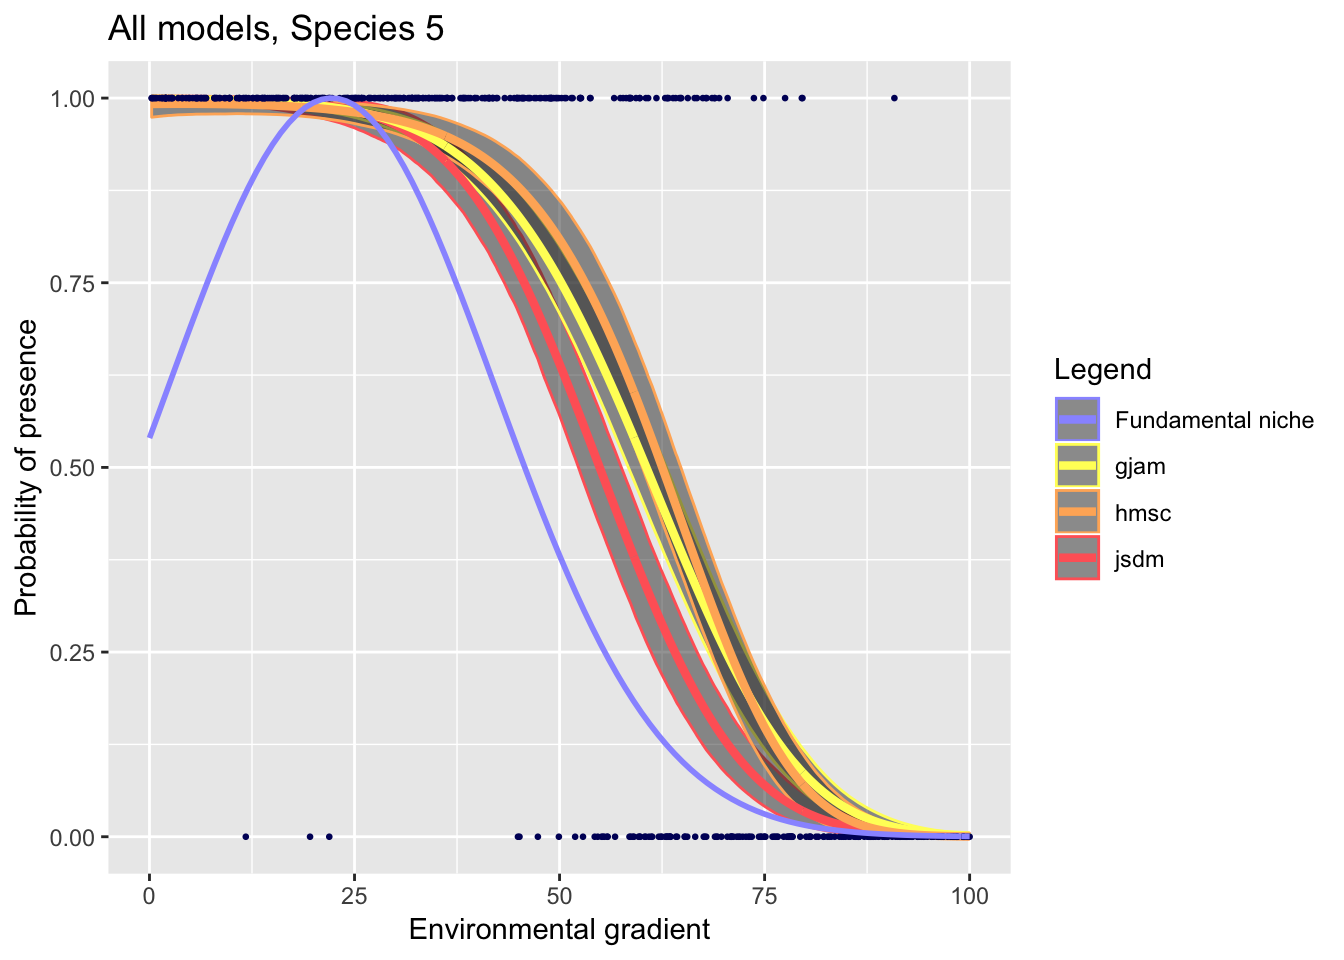 All models, Species 5
Probability of presence
1.00
0.75
0.50
0.25
0.00
0
25
50
75
100
Environmental gradient
Legend
Fundamental niche
gjam
hmsc
jsdm